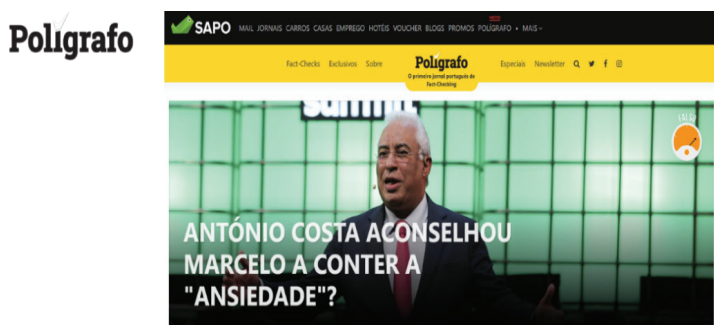 Polígrafo
SAPO MAIL JORNAIS CARROS CASAS EMPREGO HOTÉIS VOUCHER BLOGS PROMOS POLÍGRAFO + MAIS
Fact-Checks Exclusivos Sobre Polígrafo Especiais Newsletter
O primeiro jornal português de
Fact-Checking
summit
FALSO
ANTÓNIO COSTA ACONSELHOU
MARCELO A CONTER A
"ANSIEDADE"?